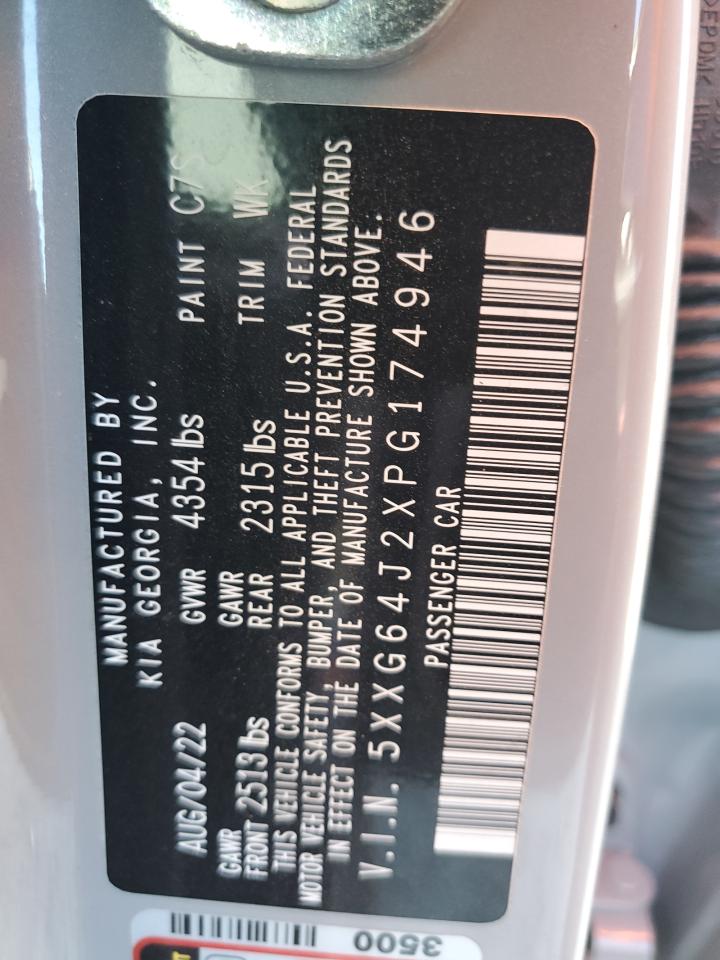 MANUFACTURED BY
KIA GEORGIA, INC.
AUG/04/22 GVWR 4354 lbs PAINT C7S
GAWR FRONT 2513 lbs GAWR REAR 2315 lbs TRIM WK
THIS VEHICLE CONFORMS TO ALL APPLICABLE U.S.A. FEDERAL
MOTOR VEHICLE SAFETY, BUMPER, AND THEFT PREVENTION STANDARDS
IN EFFECT ON THE DATE OF MANUFACTURE SHOWN ABOVE.
V.I.N. 5XXG64J2XPG174946
PASSENGER CAR
3500